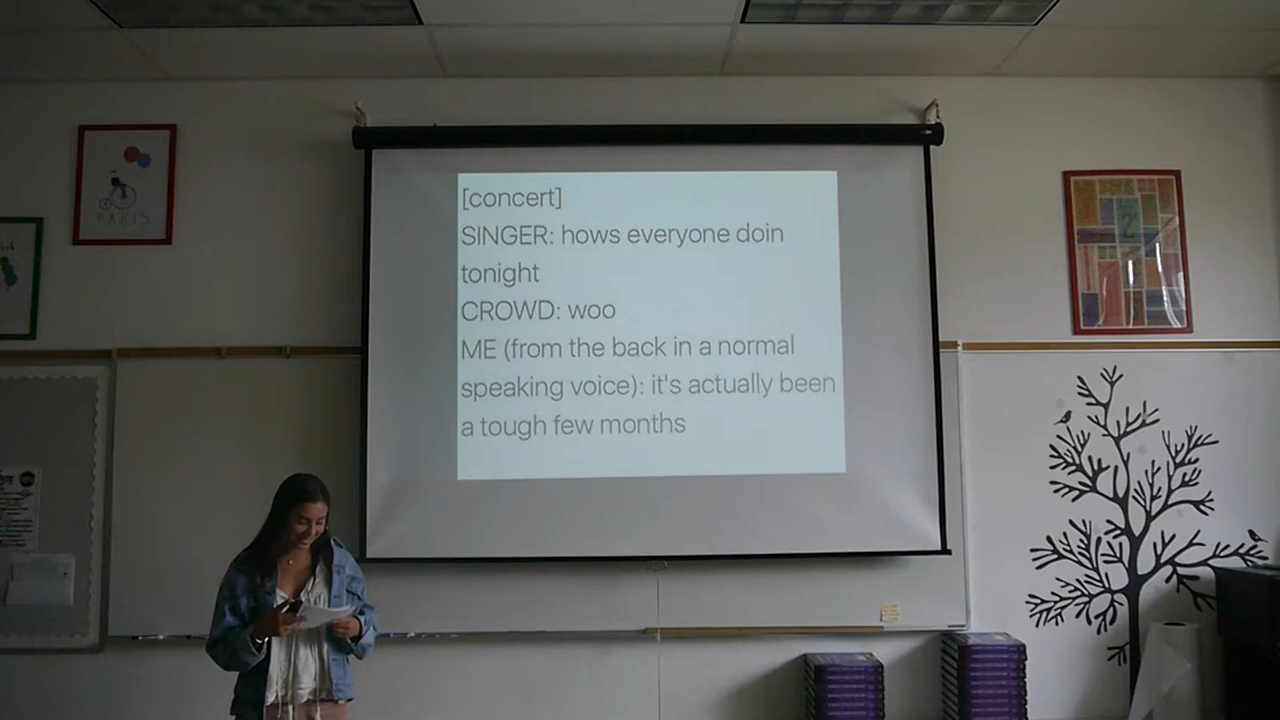 [concert]
SINGER: hows everyone doin
tonight
CROWD: woo
ME (from the back in a normal
speaking voice): it's actually been
a tough few months
PARIS
2